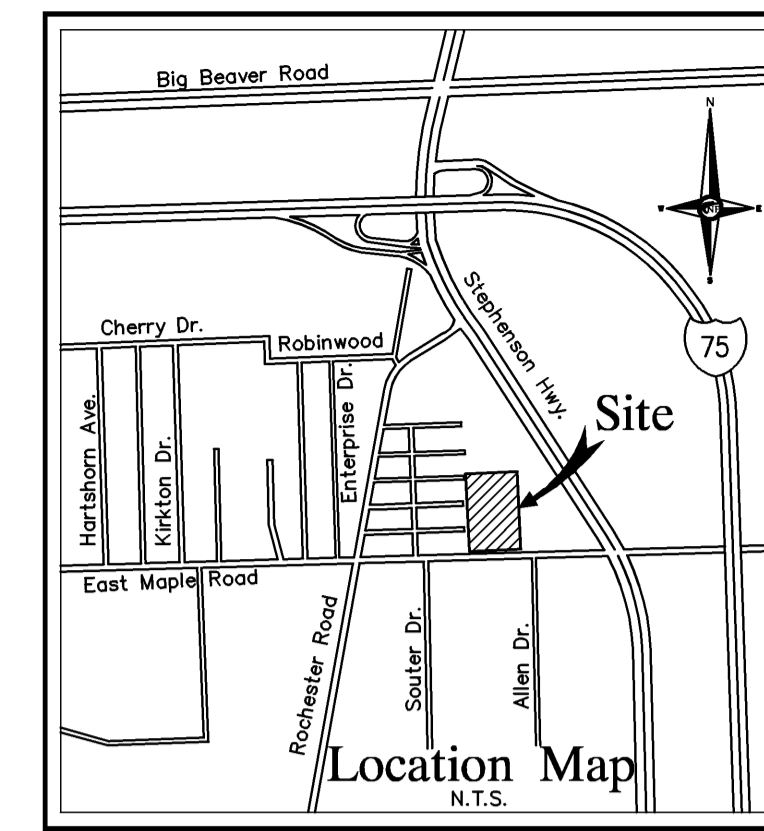 Big Beaver Road
N
W
E
S
Stephenson Hwy.
75
Cherry Dr.
Robinwood
Site
Hartshorn Ave.
Kirkton Dr.
Enterprise Dr.
East Maple Road
Rochester Road
Souter Dr.
Allen Dr.
Location Map
N.T.S.